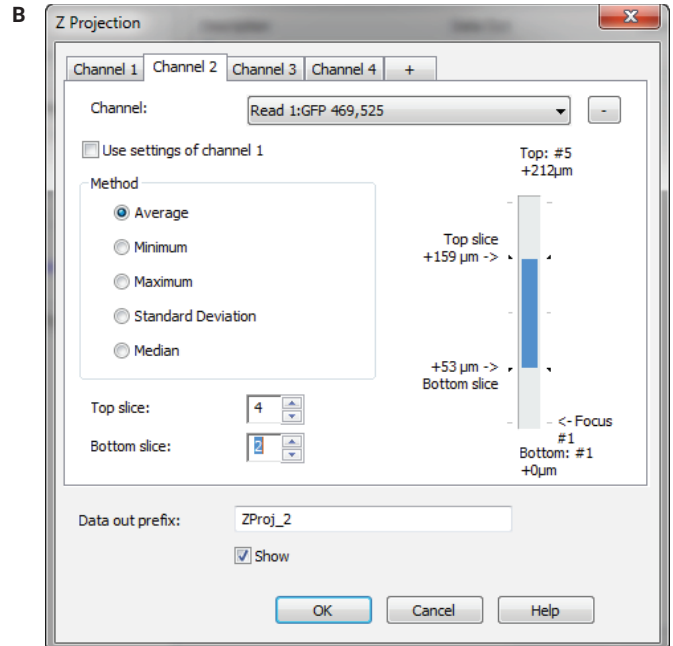 B
Z Projection
Channel 1 Channel 2 Channel 3 Channel 4 +
Channel: Read 1:GFP 469,525 -
Use settings of channel 1
Method
Average
Minimum
Maximum
Standard Deviation
Median
Top: #5
+212µm
Top slice
+159 µm ->
+53 µm ->
Bottom slice
<- Focus
#1
Bottom: #1
+0µm
Top slice: 4
Bottom slice: 2
Data out prefix: ZProj_2
Show
OK Cancel Help